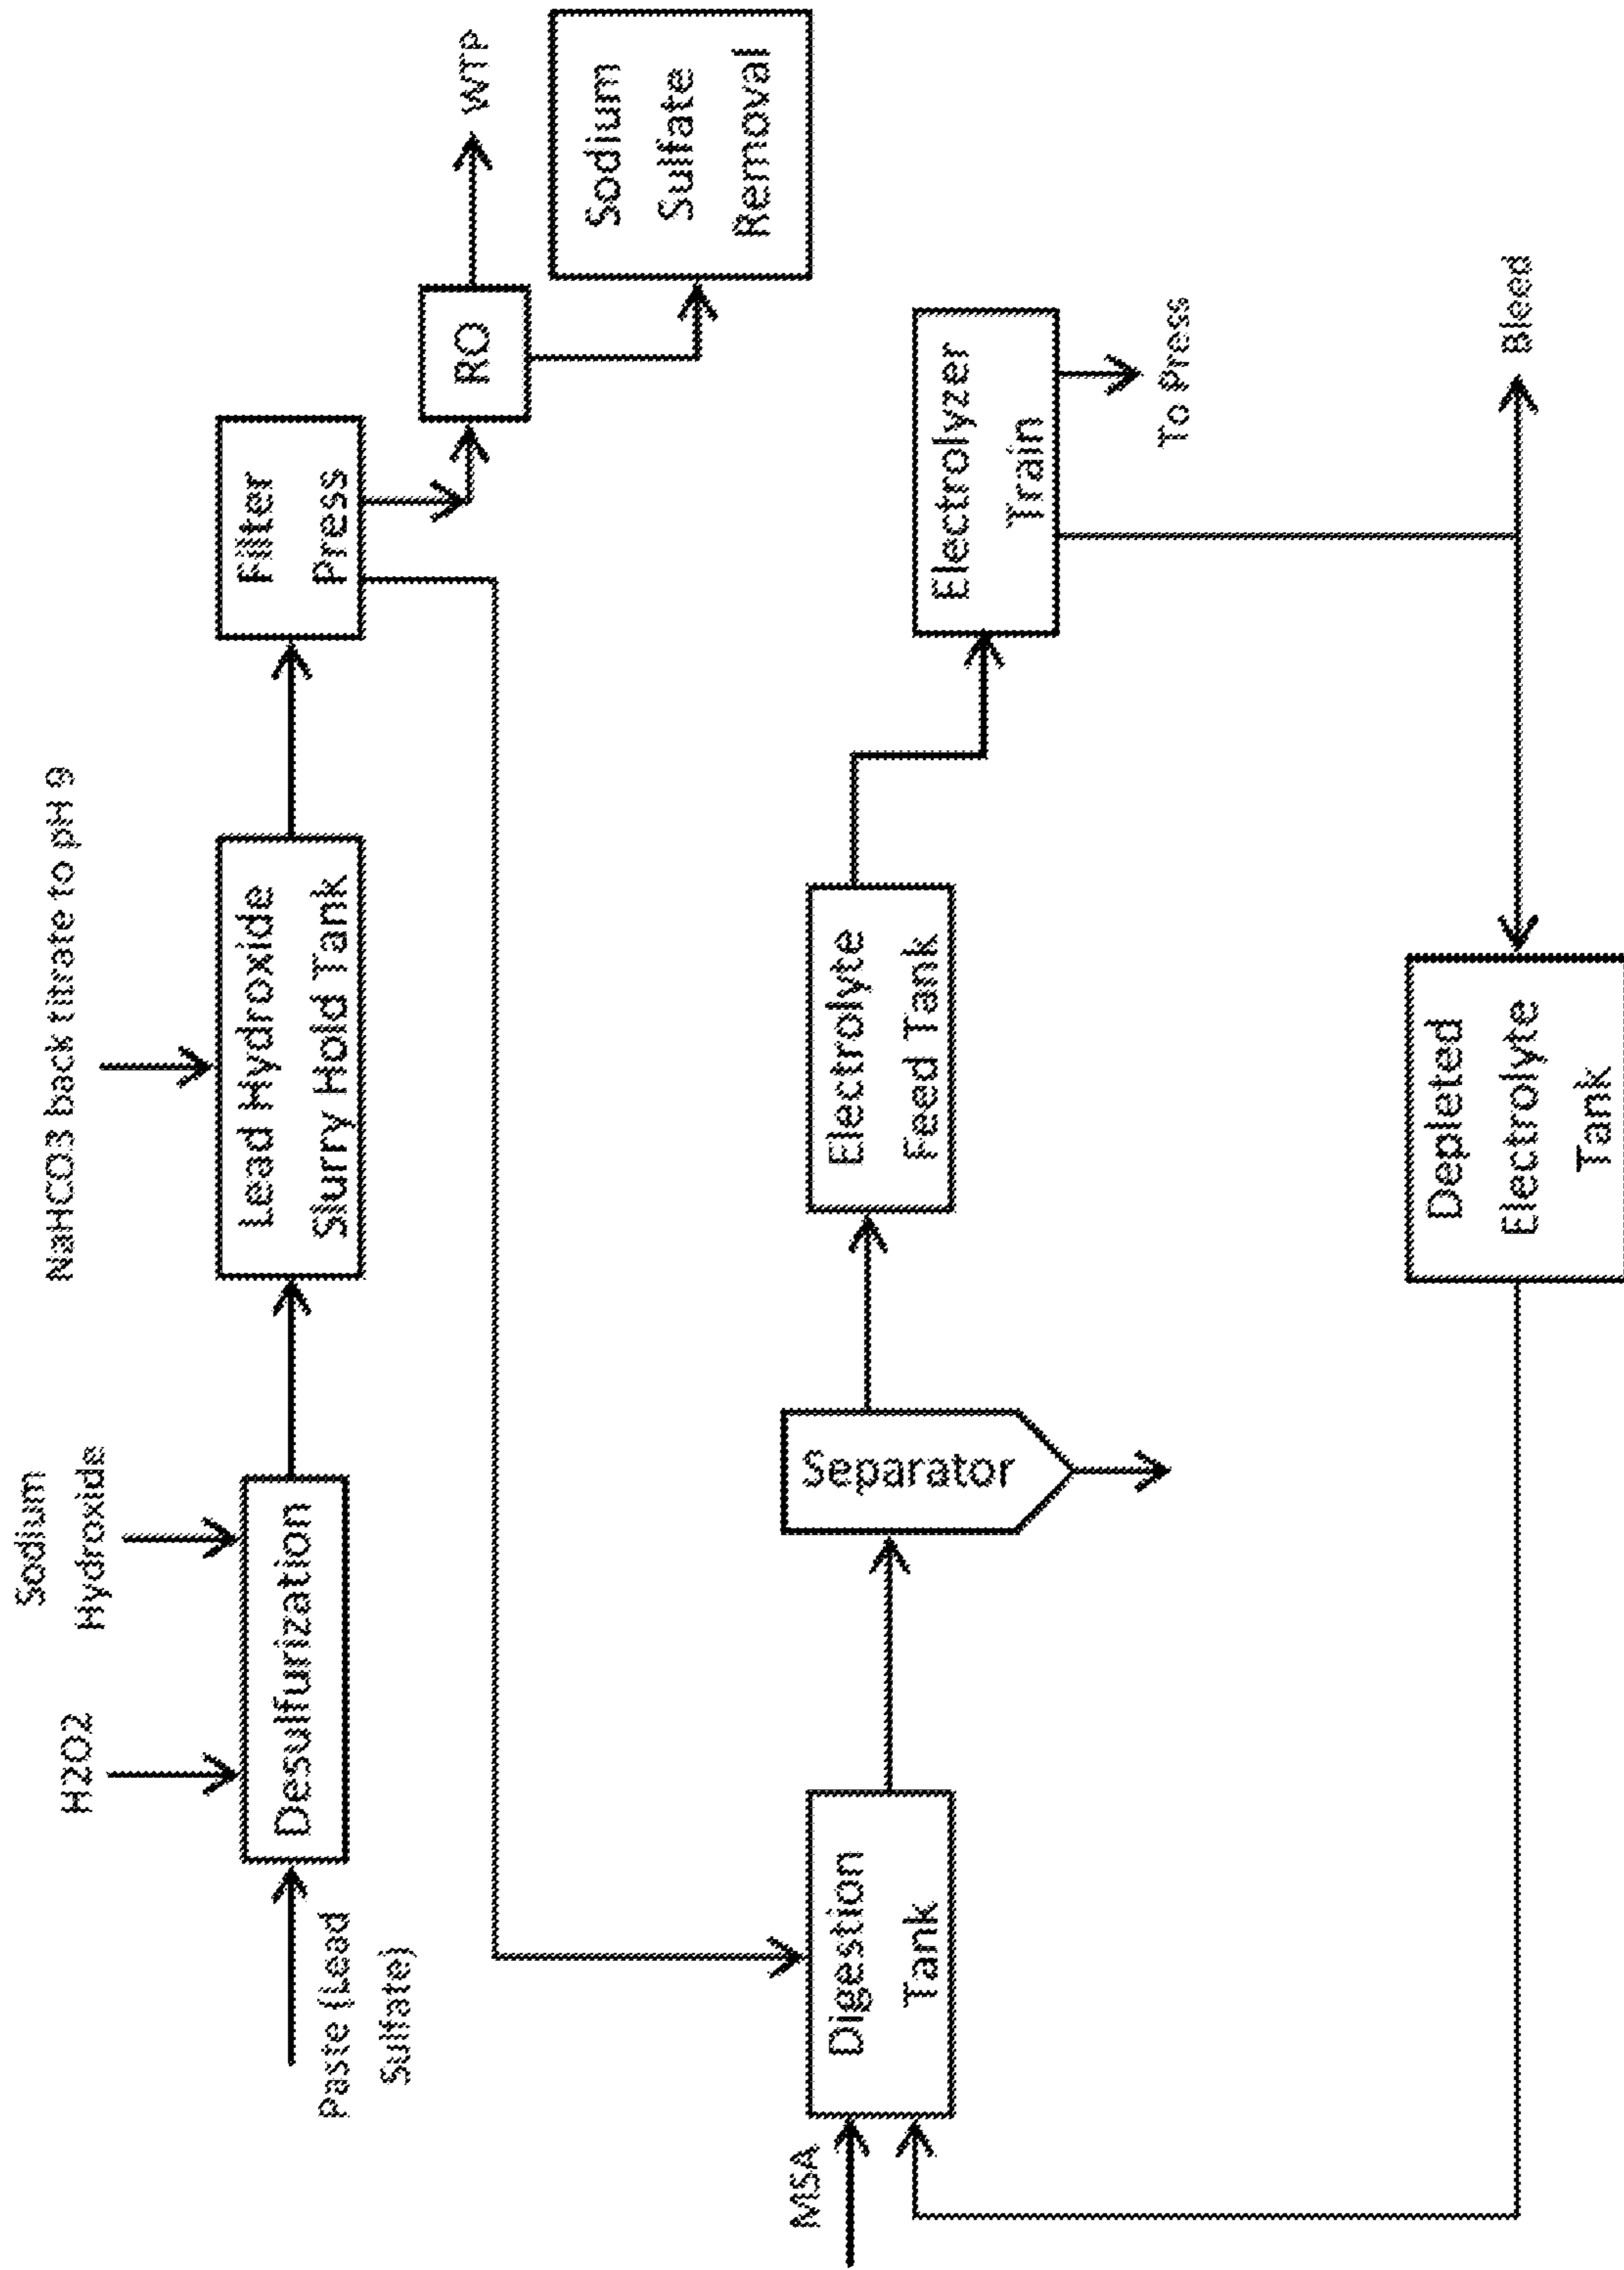 H2O2
Sodium
Hydroxide
NaHCO3 back titrate to pH 9
Paste (Lead
Sulfate)
Desulfurization
Lead Hydroxide
Slurry Hold Tank
Filter
Press
RO
WTP
Sodium
Sulfate
Removal
MSA
Digestion
Tank
Separator
Electrolyte
Feed Tank
Electrolyzer
Train
To Press
Depleted
Electrolyte
Tank
Bleed